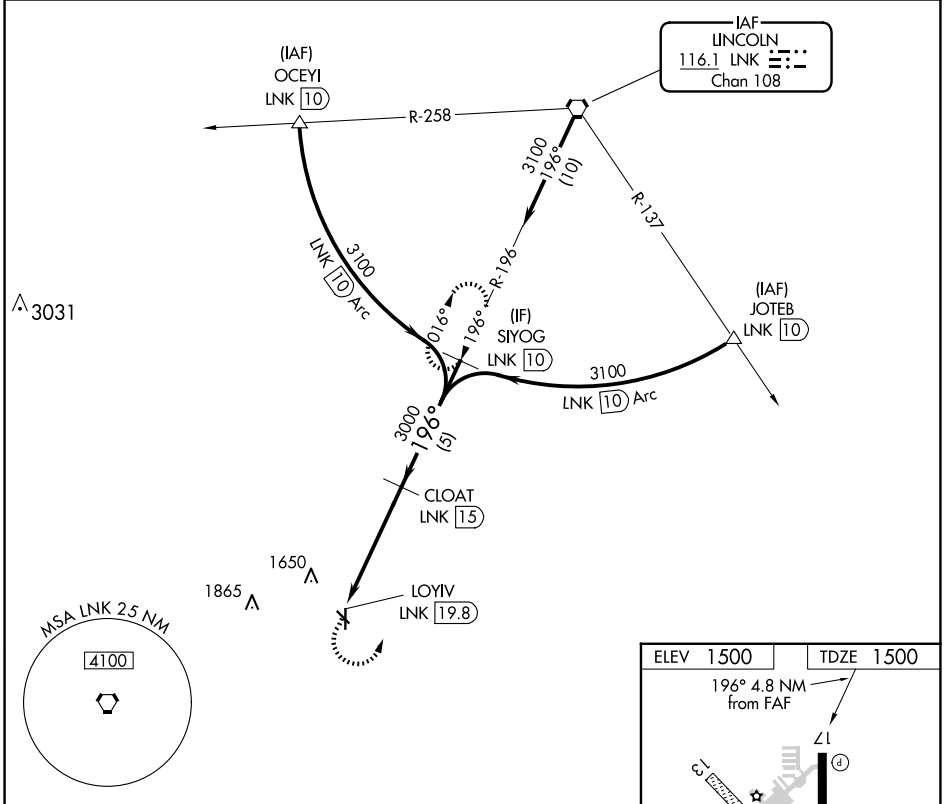 IAF
LINCOLN
116.1 LNK
Chan 108
(IAF)
OCEYI
LNK 10
R-258
3100
196°
(10)
R-137
R-196
3100
LNK 10 Arc
3031
016°
196°
(IF)
SIYOG
LNK 10
(IAF)
JOTEB
LNK 10
3100
LNK 10 Arc
3000
196°
(5)
CLOAT
LNK 15
1650
1865
LOYIV
LNK 19.8
MSA LNK 25 NM
4100
ELEV 1500
TDZE 1500
196° 4.8 NM
from FAF
17
P
13